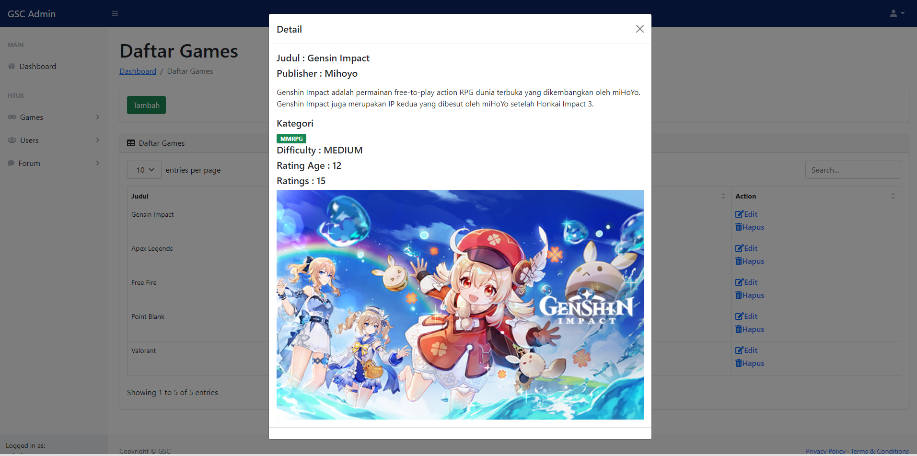 GSC Admin
Detail
MAIN
Dashboard
FITUR
Games
Users
Forum
Daftar Games
Dashboard / Daftar Games
Tambah
Daftar Games
10 entries per page
Search...
Judul
Action
Gensin Impact
Edit
Hapus
Apex Legends
Edit
Hapus
Free Fire
Edit
Hapus
Point Blank
Edit
Hapus
Valorant
Edit
Hapus
Showing 1 to 5 of 5 entries
Judul : Gensin Impact
Publisher : Mihoyo
Genshin Impact adalah permainan free-to-play action RPG dunia terbuka yang dikembangkan oleh miHoYo.
Genshin Impact juga merupakan IP kedua yang dibesut oleh miHoYo setelah Honkai Impact 3.
Kategori
MMRPG
Difficulty : MEDIUM
Rating Age : 12
Ratings : 15
GENSHIN
IMPACT
Logged in as:
Copyright © GSC
Privacy Policy · Terms & Conditions